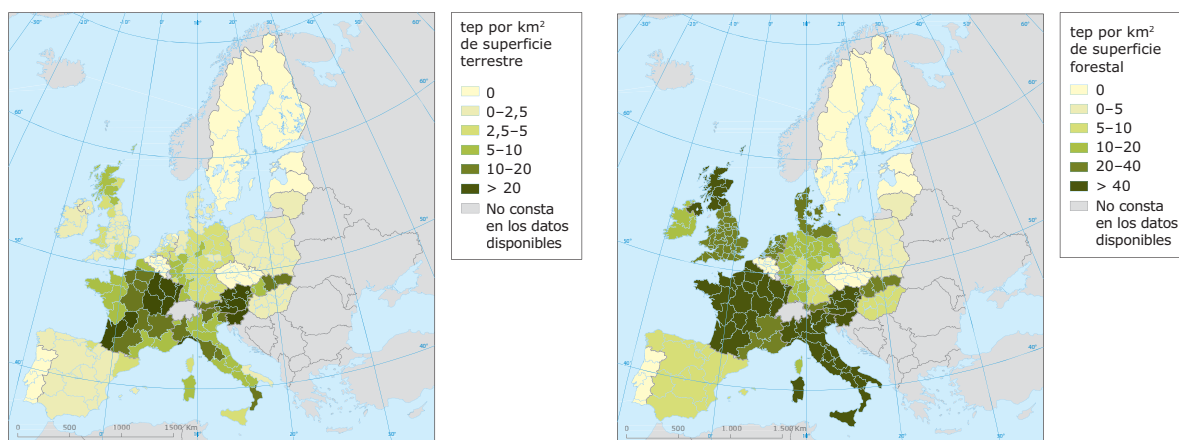 tep por km²
de superficie
terrestre
0
0–2,5
2,5–5
5–10
10–20
> 20
No consta
en los datos
disponibles
0 500 1000 1500 Km
tep por km²
de superficie
forestal
0
0–5
5–10
10–20
20–40
> 40
No consta
en los datos
disponibles
0 500 1 000 1 500 Km